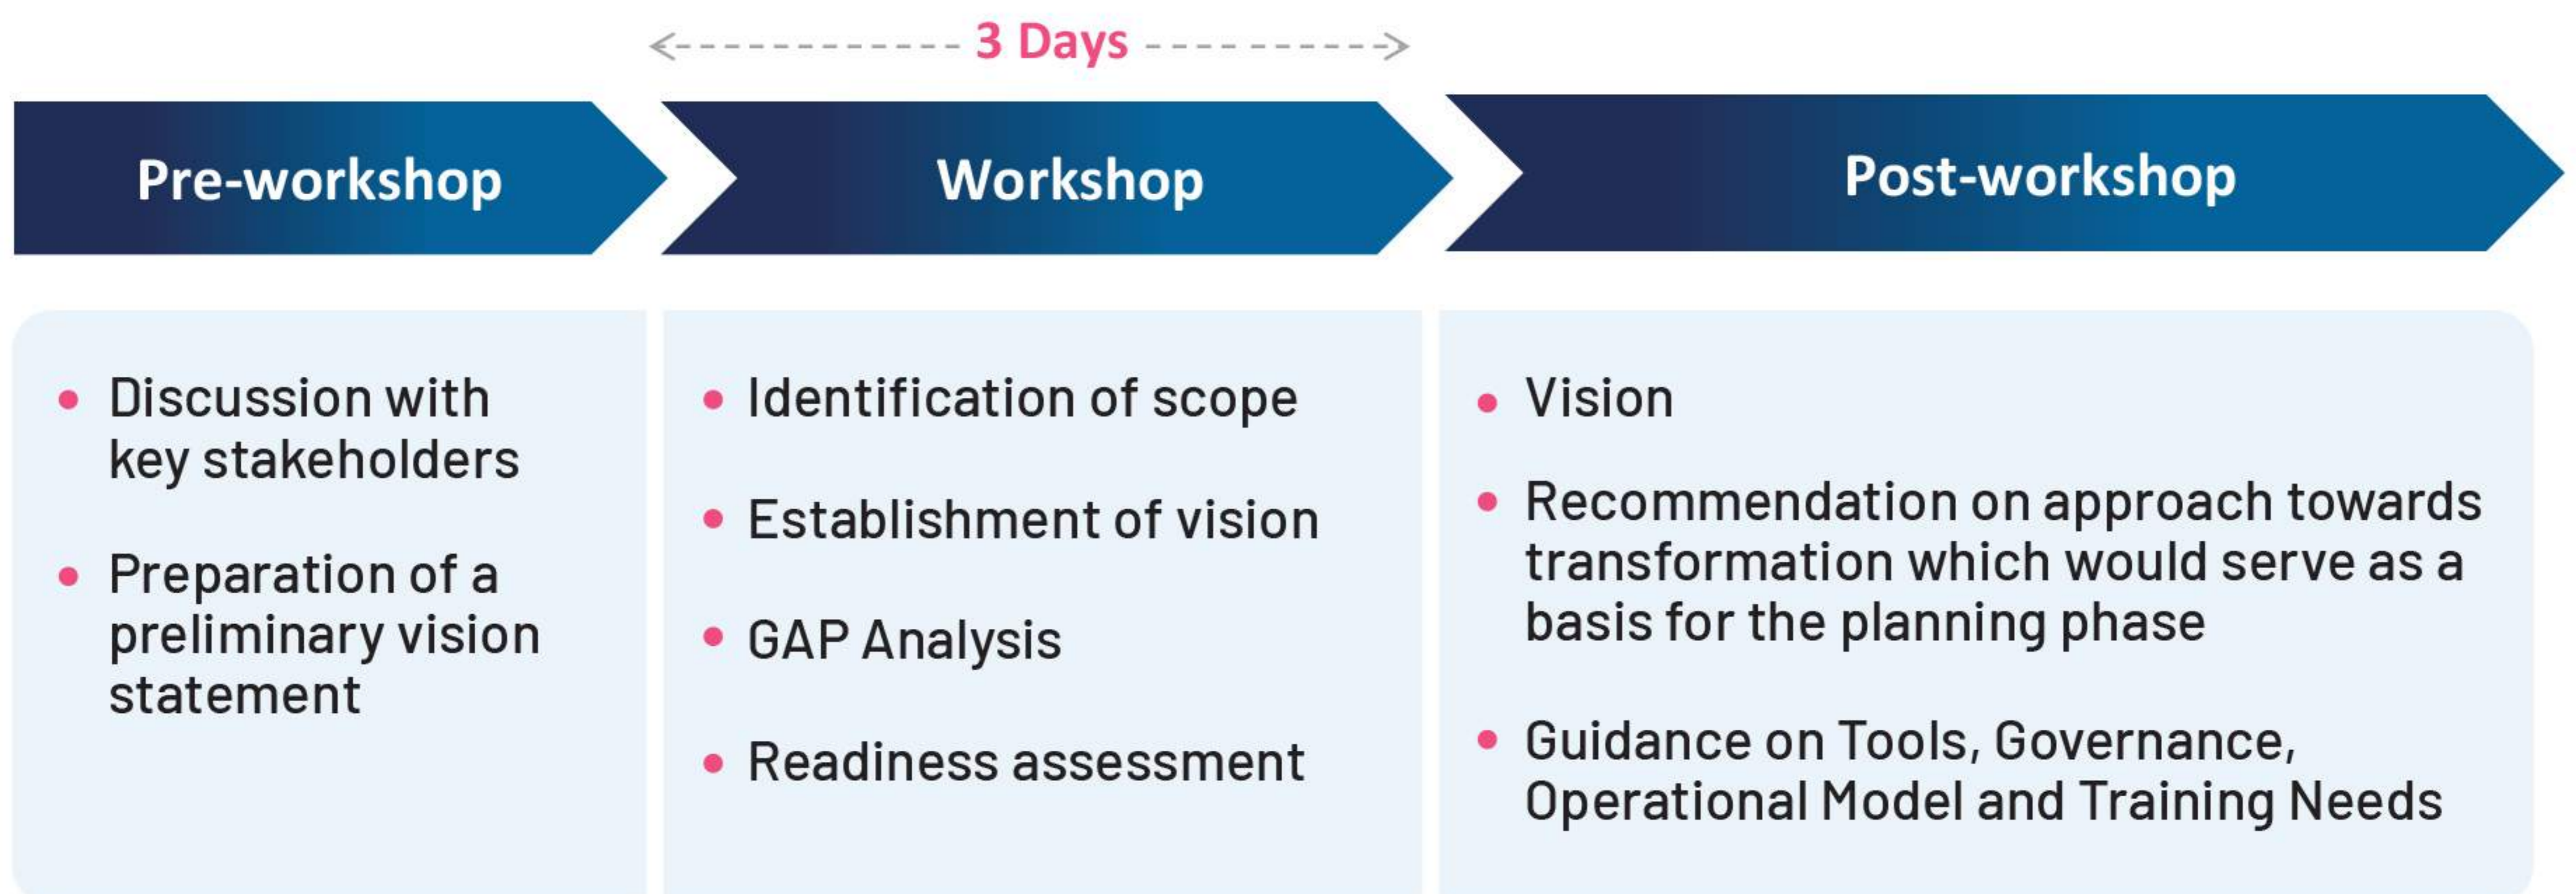 3 Days
Pre-workshop
Workshop
Post-workshop
Discussion with
key stakeholders
Preparation of a
preliminary vision
statement
Identification of scope
Establishment of vision
GAP Analysis
Readiness assessment
Vision
Recommendation on approach towards
transformation which would serve as a
basis for the planning phase
Guidance on Tools, Governance,
Operational Model and Training Needs